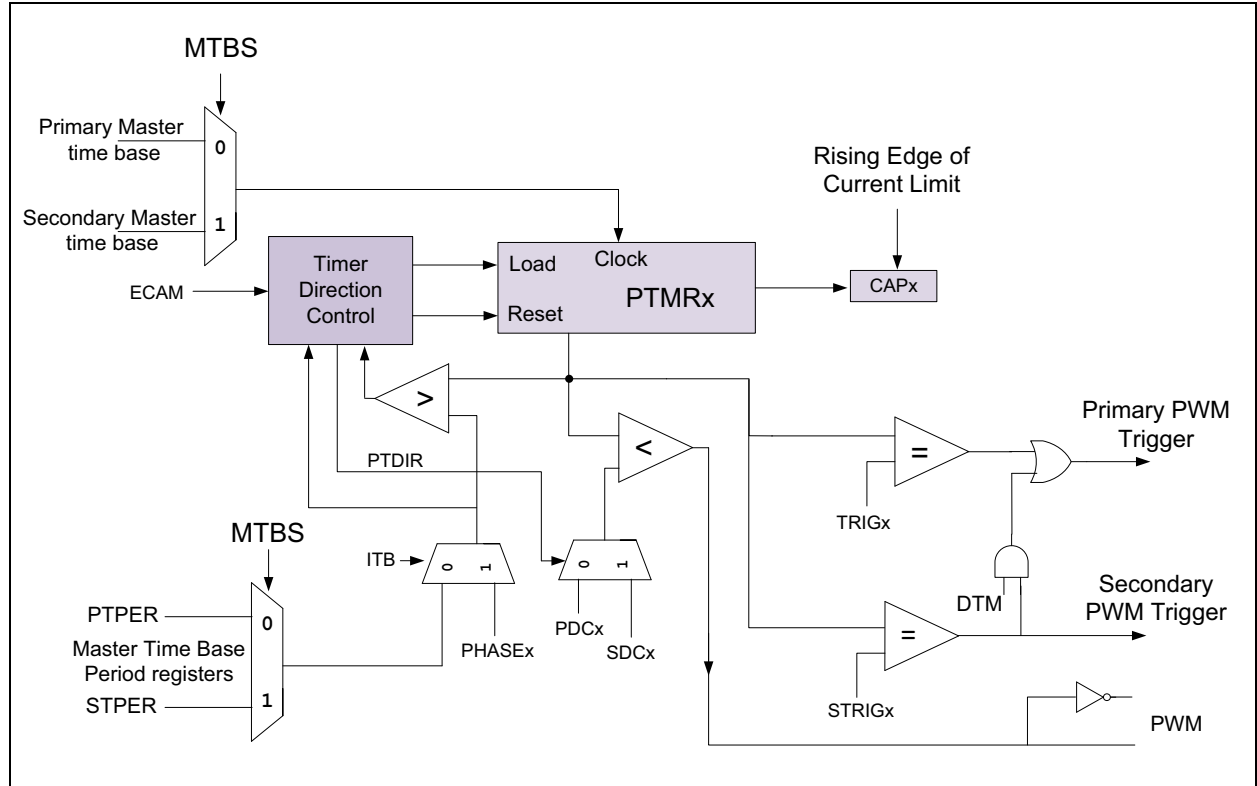 MTBS
Primary Master
time base
0
Secondary Master
time base
1
Rising Edge of
Current Limit
Timer
Direction
Control
ECAM
Load
Clock
PTMRx
Reset
CAPx
>
<
=
TRIGx
Primary PWM
Trigger
PTDIR
MTBS
ITB
0
1
0
1
PTPER
0
Master Time Base
Period registers
STPER
1
PHASEx
PDCx
SDCx
=
STRIGx
DTM
Secondary
PWM Trigger
PWM